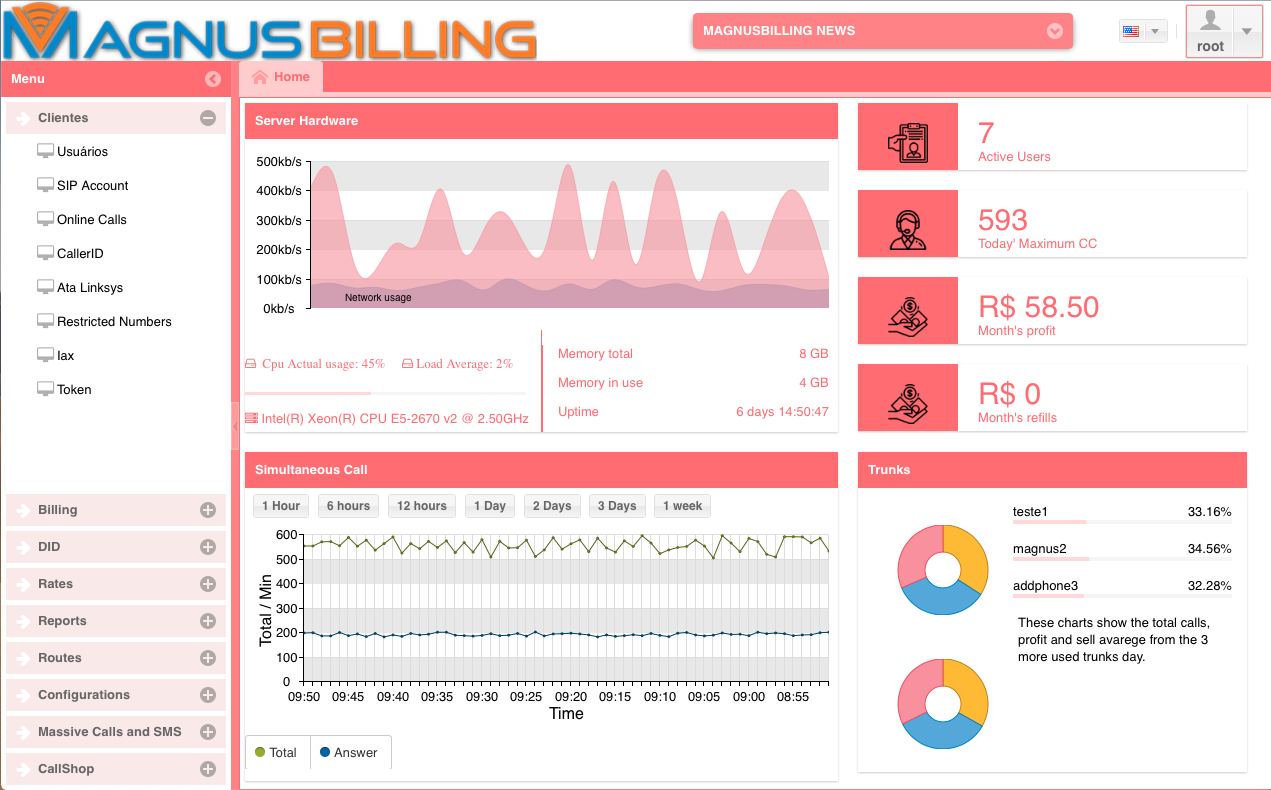 MAGNUSBILLING
MAGNUSBILLING NEWS
root
Menu
Home
Clientes
Usuários
SIP Account
Online Calls
CallerID
Ata Linksys
Restricted Numbers
Iax
Token
Billing
DID
Rates
Reports
Routes
Configurations
Massive Calls and SMS
CallShop
Server Hardware
500kb/s
400kb/s
300kb/s
200kb/s
100kb/s
0kb/s
Network usage
Cpu Actual usage: 45% Load Average: 2%
Intel(R) Xeon(R) CPU E5-2670 v2 @ 2.50GHz
Memory total 8 GB
Memory in use 4 GB
Uptime 6 days 14:50:47
7
Active Users
593
Today' Maximum CC
R$ 58.50
Month's profit
R$ 0
Month's refills
Simultaneous Call
1 Hour 6 hours 12 hours 1 Day 2 Days 3 Days 1 week
600
500
400
300
200
100
0
Total / Min
09:50 09:45 09:40 09:35 09:30 09:25 09:20 09:15 09:10 09:05 09:00 08:55
Time
Total Answer
Trunks
teste1 33.16%
magnus2 34.56%
addphone3 32.28%
These charts show the total calls,
profit and sell avarege from the 3
more used trunks day.